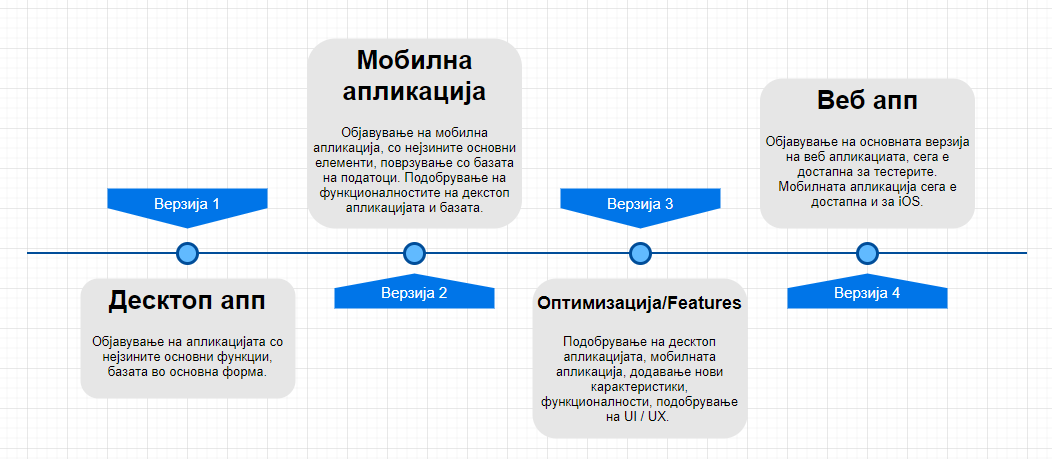 Верзија 1
Десктоп апп
Објавување на апликацијата со
нејзините основни функции,
базата во основна форма.
Мобилна
апликација
Објавување на мобилна
апликација, со нејзините основни
елементи, поврзување со базата
на податоци. Подобрување на
функционалностите на декстоп
апликацијата и базата.
Верзија 2
Верзија 3
Оптимизација/Features
Подобрување на десктоп
апликацијата, мобилната
апликација, додавање нови
карактеристики,
функционалности, подобрување
на UI / UX.
Веб апп
Објавување на основната верзија
на веб апликациата, сега е
достапна за тестерите.
Мобилната апликација сега е
достапна и за iOS.
Верзија 4